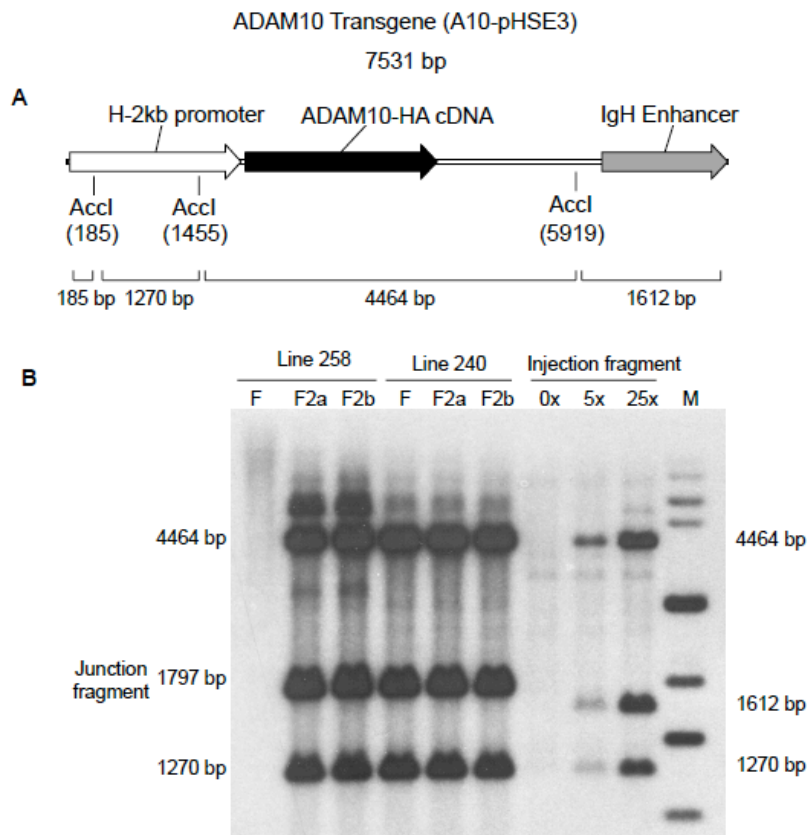 ADAM10 Transgene (A10-pHSE3)
7531 bp
A
H-2kb promoter
ADAM10-HA cDNA
IgH Enhancer
AccI
(185)
AccI
(1455)
AccI
(5919)
185 bp
1270 bp
4464 bp
1612 bp
B
Line 258
Line 240
Injection fragment
F F2a F2b F F2a F2b 0x 5x 25x M
4464 bp
4464 bp
Junction
fragment
1797 bp
1612 bp
1270 bp
1270 bp